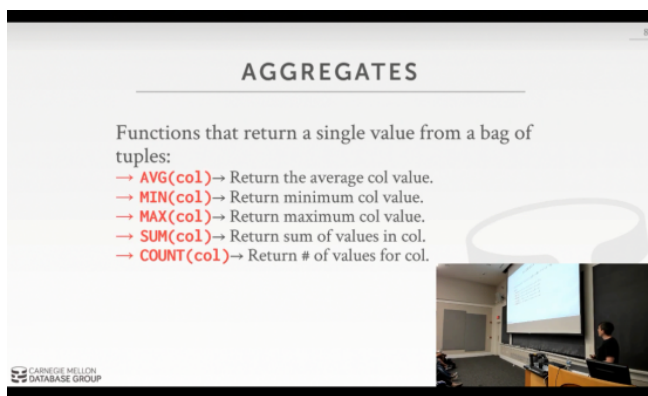 AGGREGATES
Functions that return a single value from a bag of
tuples:
→ AVG(col)→ Return the average col value.
→ MIN(col)→ Return minimum col value.
→ MAX(col)→ Return maximum col value.
→ SUM(col)→ Return sum of values in col.
→ COUNT(col)→ Return # of values for col.
CARNEGIE MELLON
DATABASE GROUP